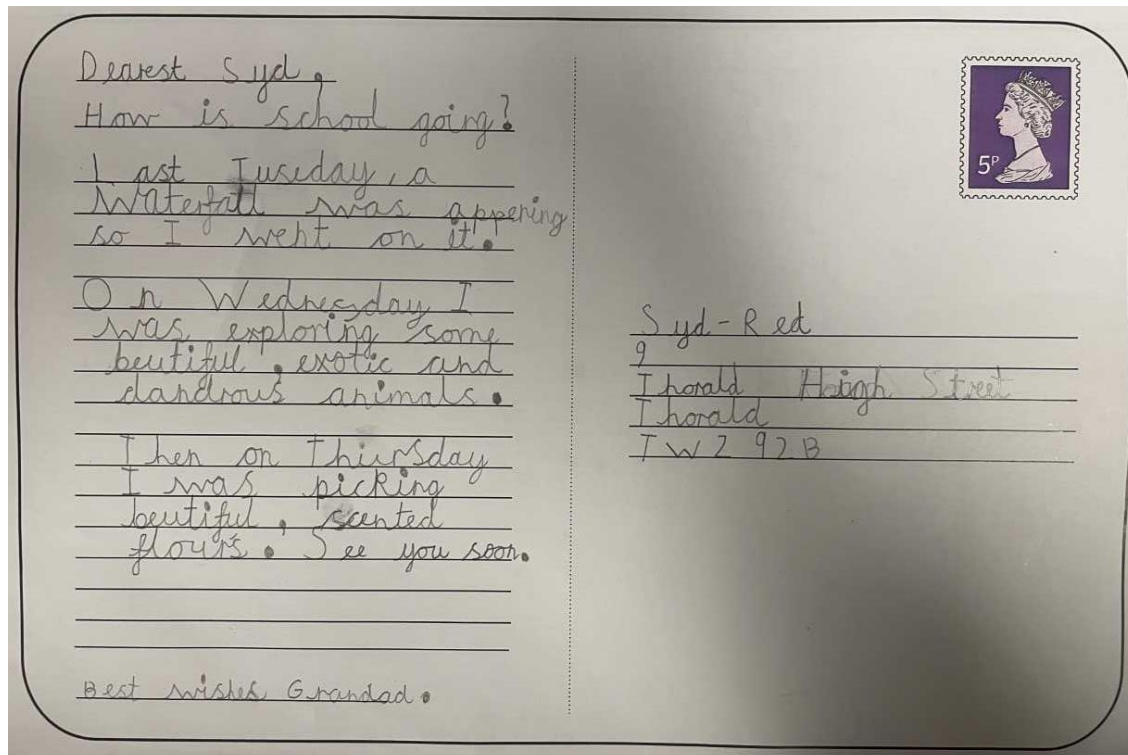 Dearest Syd,
How is school going?
Last Tuseday, a
Waterfall was appering
so I went on it.
On Wednesday I
was exploring some
beutiful, exotic and
dandrous animals.
Then on Thursday
I was picking
beutiful, scented
flours. See you soon.
Best wishes Grandad.
5P
Syd-Red
9
Thorald High Street
Thorald
TW2 92B